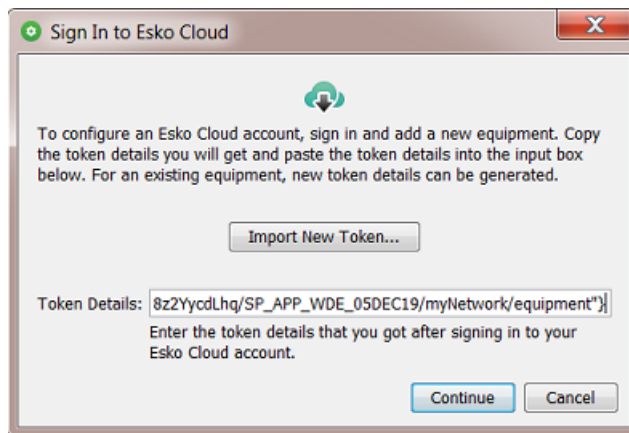 Sign In to Esko Cloud
To configure an Esko Cloud account, sign in and add a new equipment. Copy
the token details you will get and paste the token details into the input box
below. For an existing equipment, new token details can be generated.
Import New Token...
Token Details: 8z2YycdLhq/SP_APP_WDE_05DEC19/myNetwork/equipment"}
Enter the token details that you got after signing in to your
Esko Cloud account.
Continue Cancel